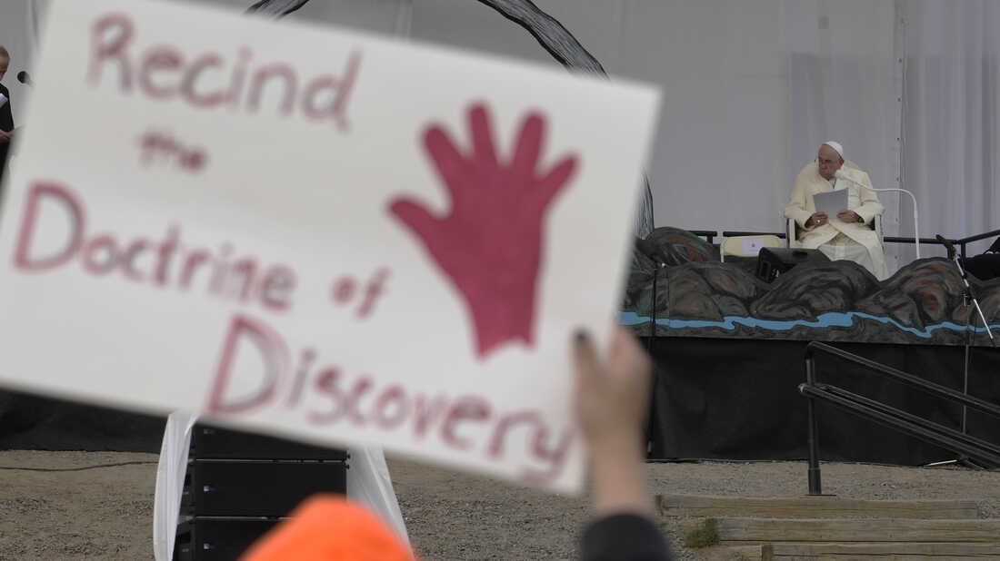 Recind
the
Doctrine of
Discovery